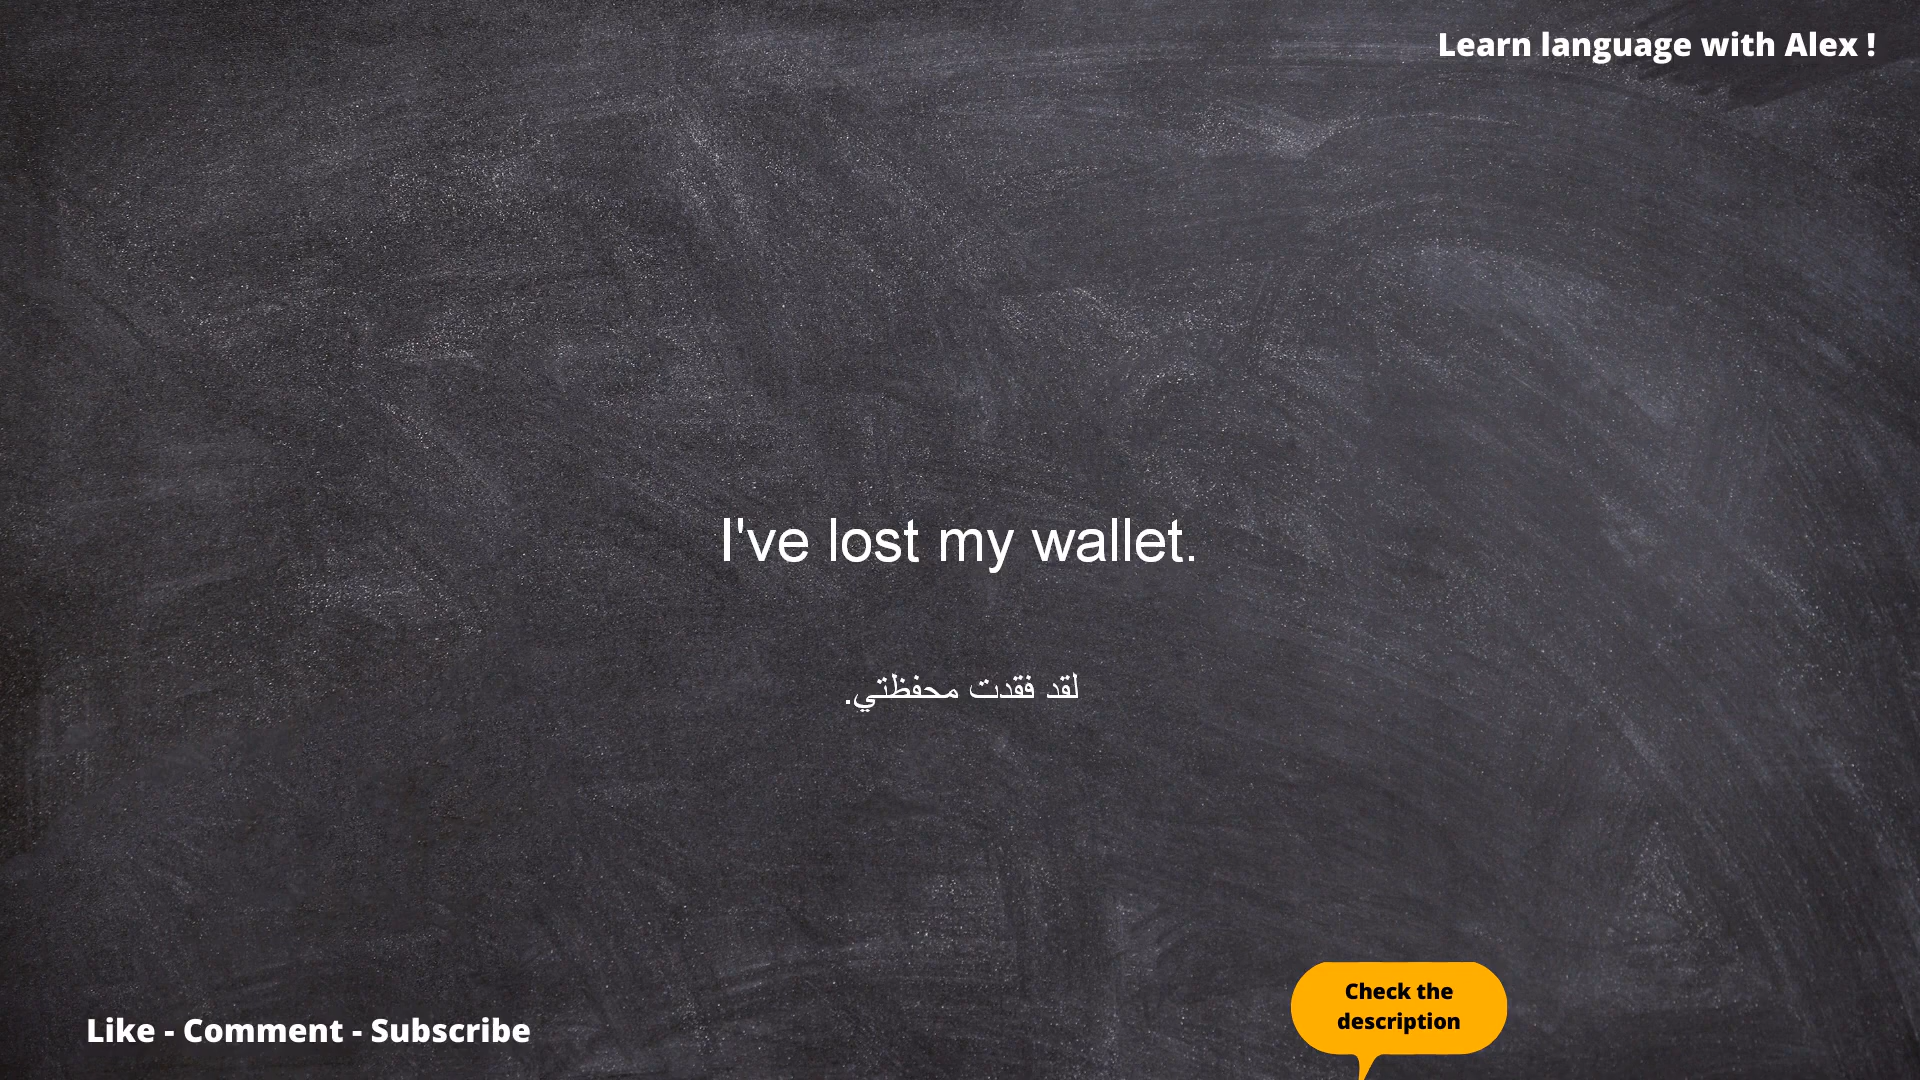 Learn language with Alex !
I've lost my wallet.
لقد فقدت محفظتي.
Check the
description
Like - Comment - Subscribe